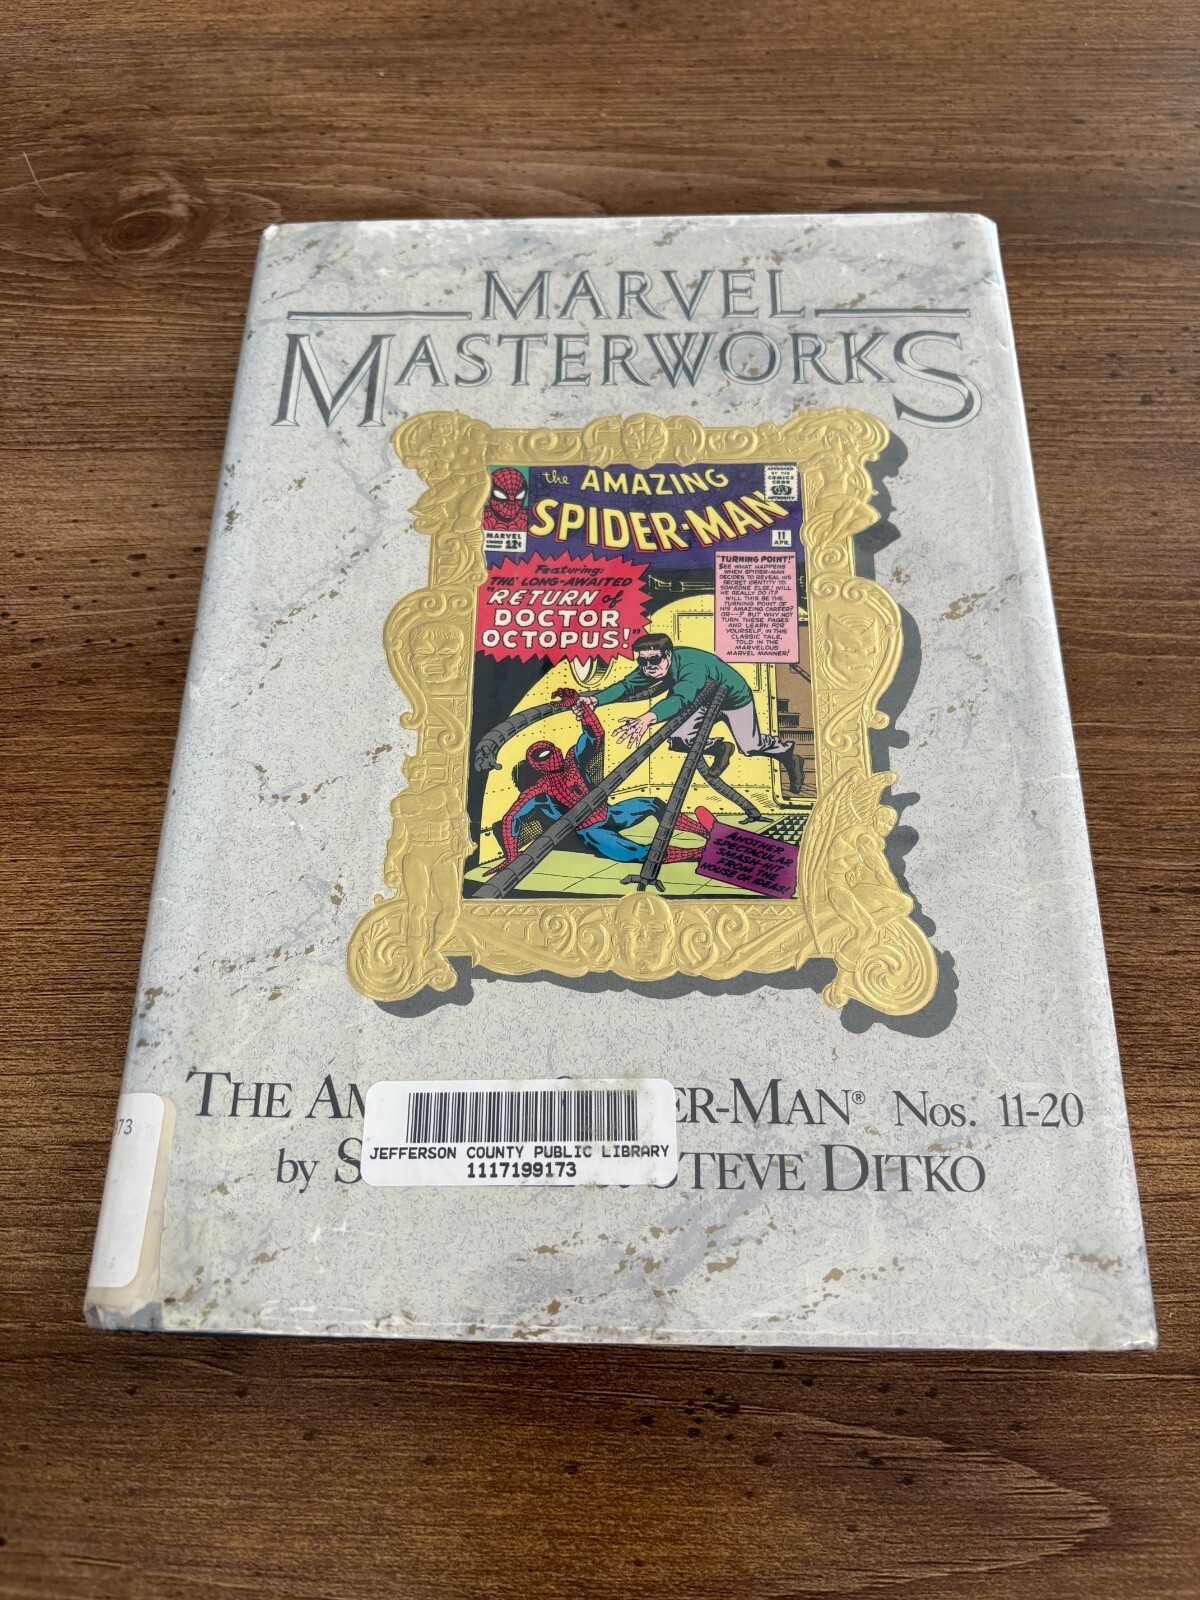 MARVEL
MASTERWORKS
the AMAZING
SPIDER-MAN
APPROVED
BY THE
COMICS
CODE
AUTHORITY
MARVEL
COMICS
GROUP 12¢
11
APR.
Featuring:
THE LONG-AWAITED
"RETURN of
DOCTOR
OCTOPUS!"
"TURNING POINT!"
SEE WHAT HAPPENS
WHEN SPIDER-MAN
DECIDES TO REVEAL HIS
SECRET IDENTITY TO
SOMEONE ELSE! WILL
HE REALLY DO IT?
WILL THIS BE THE
TURNING POINT OF
HIS AMAZING CAREER?
OR--? BUT WHY NOT
TURN THESE PAGES
AND LEARN FOR
YOURSELF, IN THIS
CLASSIC TALE,
TOLD IN THE
MARVELOUS
MARVEL MANNER!
ANOTHER
SPECTACULAR
SMASH-HIT
FROM THE
HOUSE OF IDEAS!
THE AM ER-MAN® Nos. 11-20
by S STEVE DITKO
JEFFERSON COUNTY PUBLIC LIBRARY
1117199173
173